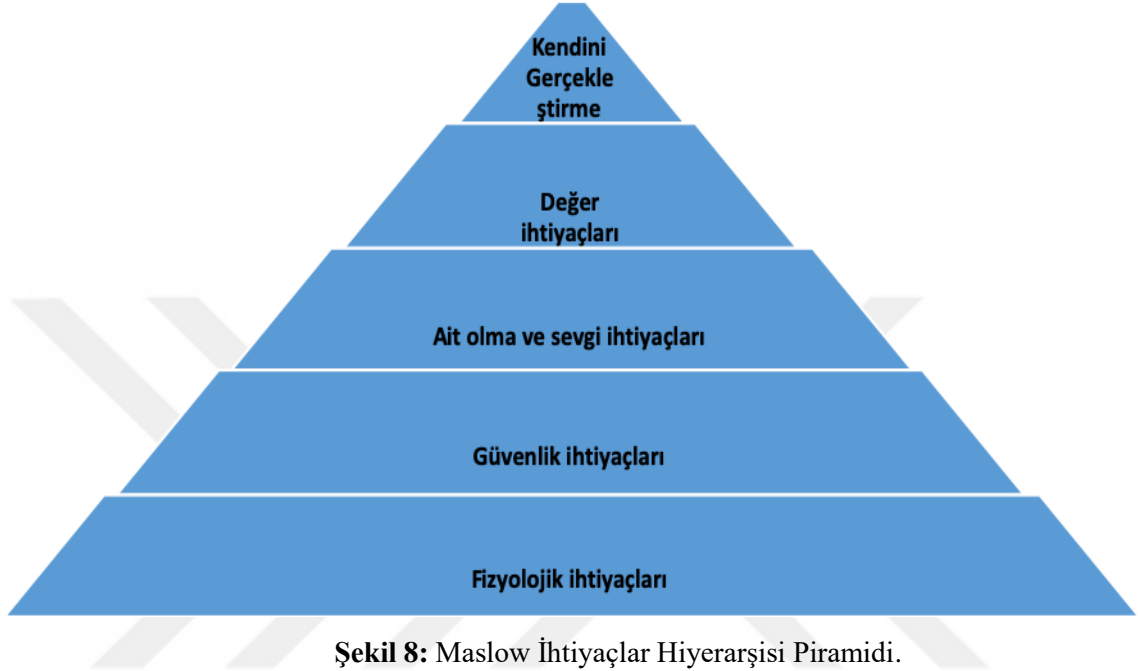 Kendini
Gerçekle
ştirme
Değer
ihtiyaçları
Ait olma ve sevgi ihtiyaçları
Güvenlik ihtiyaçları
Fizyolojik ihtiyaçları
Şekil 8: Maslow İhtiyaçlar Hiyerarşisi Piramidi.